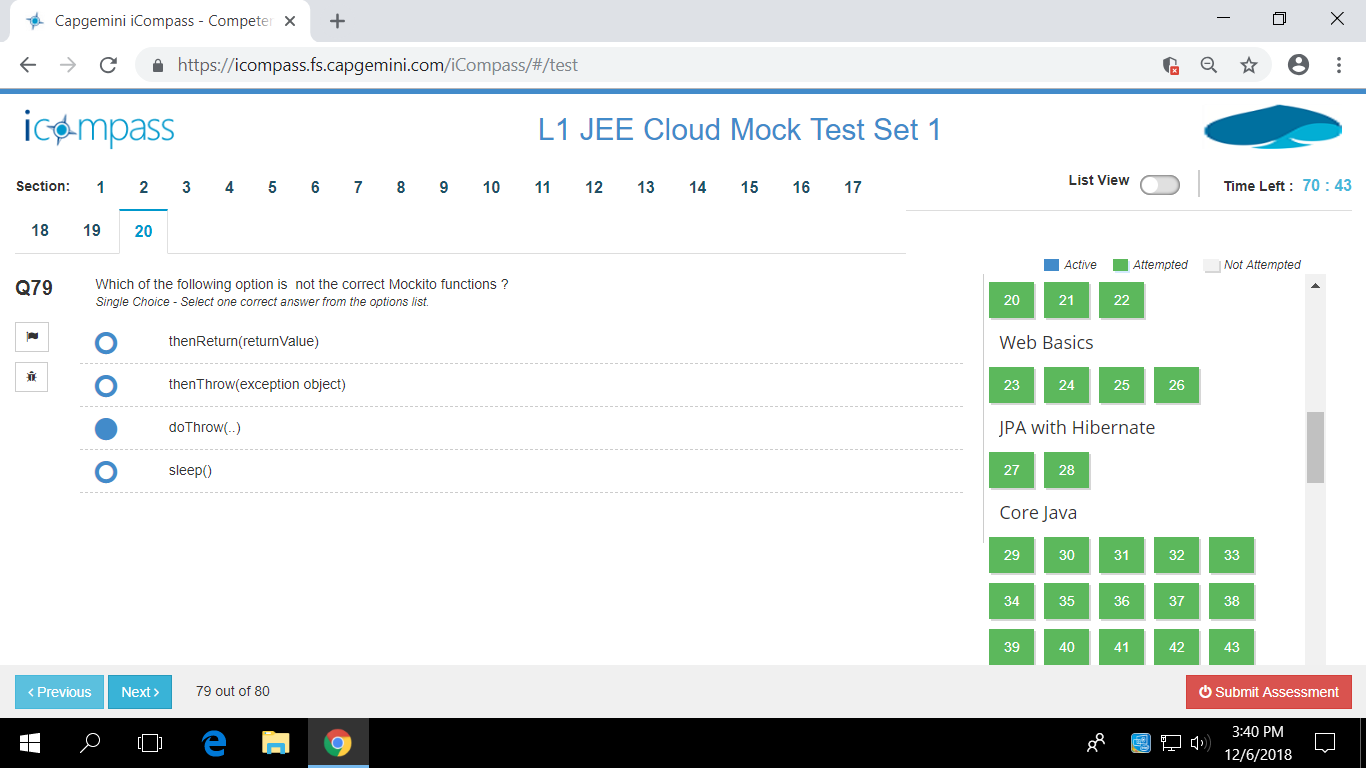 Capgemini iCompass - Competen
https://icompass.fs.capgemini.com/iCompass/#/test
icompass
L1 JEE Cloud Mock Test Set 1
Section: 1 2 3 4 5 6 7 8 9 10 11 12 13 14 15 16 17
List View
Time Left : 70 : 43
18 19 20
Active Attempted Not Attempted
Q79
Which of the following option is  not the correct Mockito functions ?
Single Choice - Select one correct answer from the options list.
thenReturn(returnValue)
thenThrow(exception object)
doThrow(..)
sleep()
20 21 22
Web Basics
23 24 25 26
JPA with Hibernate
27 28
Core Java
29 30 31 32 33
34 35 36 37 38
39 40 41 42 43
Previous
Next
79 out of 80
Submit Assessment
3:40 PM
12/6/2018